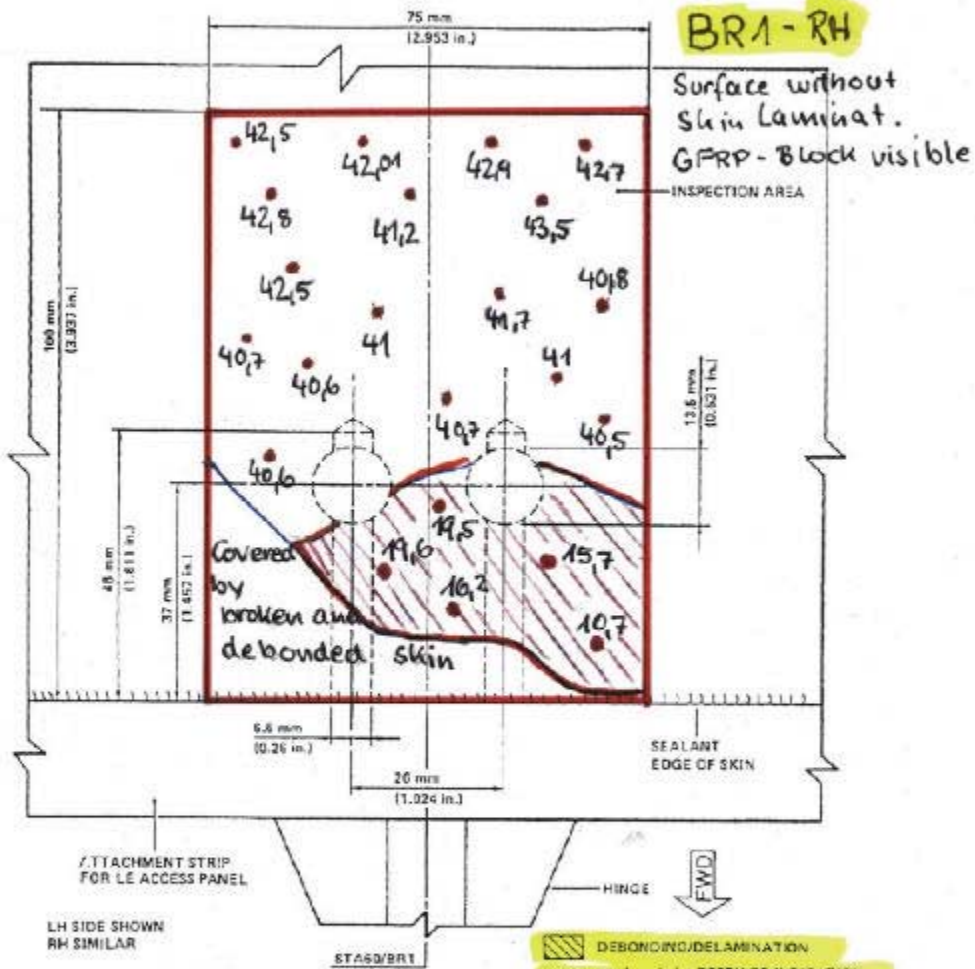 75 mm
(2.953 in.)
BR1-RH
Surface without
Skin Laminat.
GFRP-Block visible
INSPECTION AREA
42,5
42,01
42,9
42,7
42,8
41,2
43,5
42,5
40,8
41,7
41
40,7
40,6
41
40,7
40,5
40,6
100 mm
(3.937 in.)
13.5 mm
(0.531 in.)
46 mm
(1.811 in.)
37 mm
(1.457 in.)
19,5
19,6
15,7
16,2
10,7
Covered
by
broken and
debonded skin
6.6 mm
(0.26 in.)
26 mm
(1.024 in.)
SEALANT
EDGE OF SKIN
ATTACHMENT STRIP
FOR LE ACCESS PANEL
HINGE
FWD
LH SIDE SHOWN
RH SIMILAR
STA60/BR1
DEBONDING/DELAMINATION